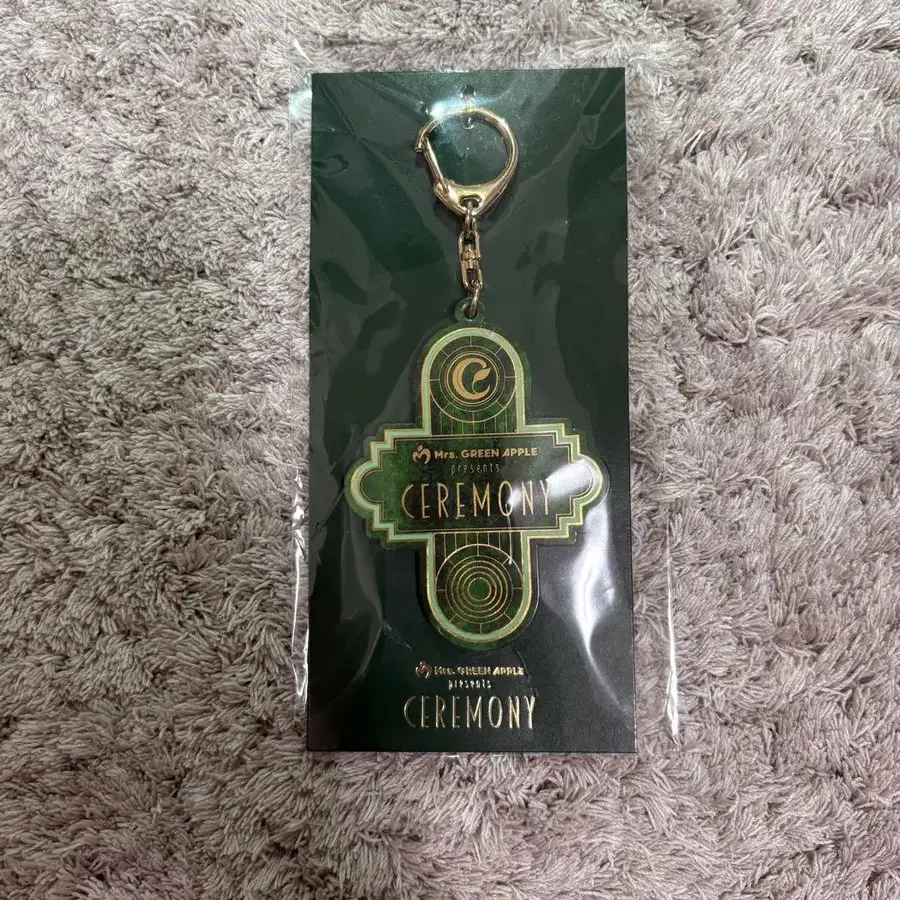 Mrs. GREEN APPLE
presents
CEREMONY
Mrs. GREEN APPLE
presents
CEREMONY